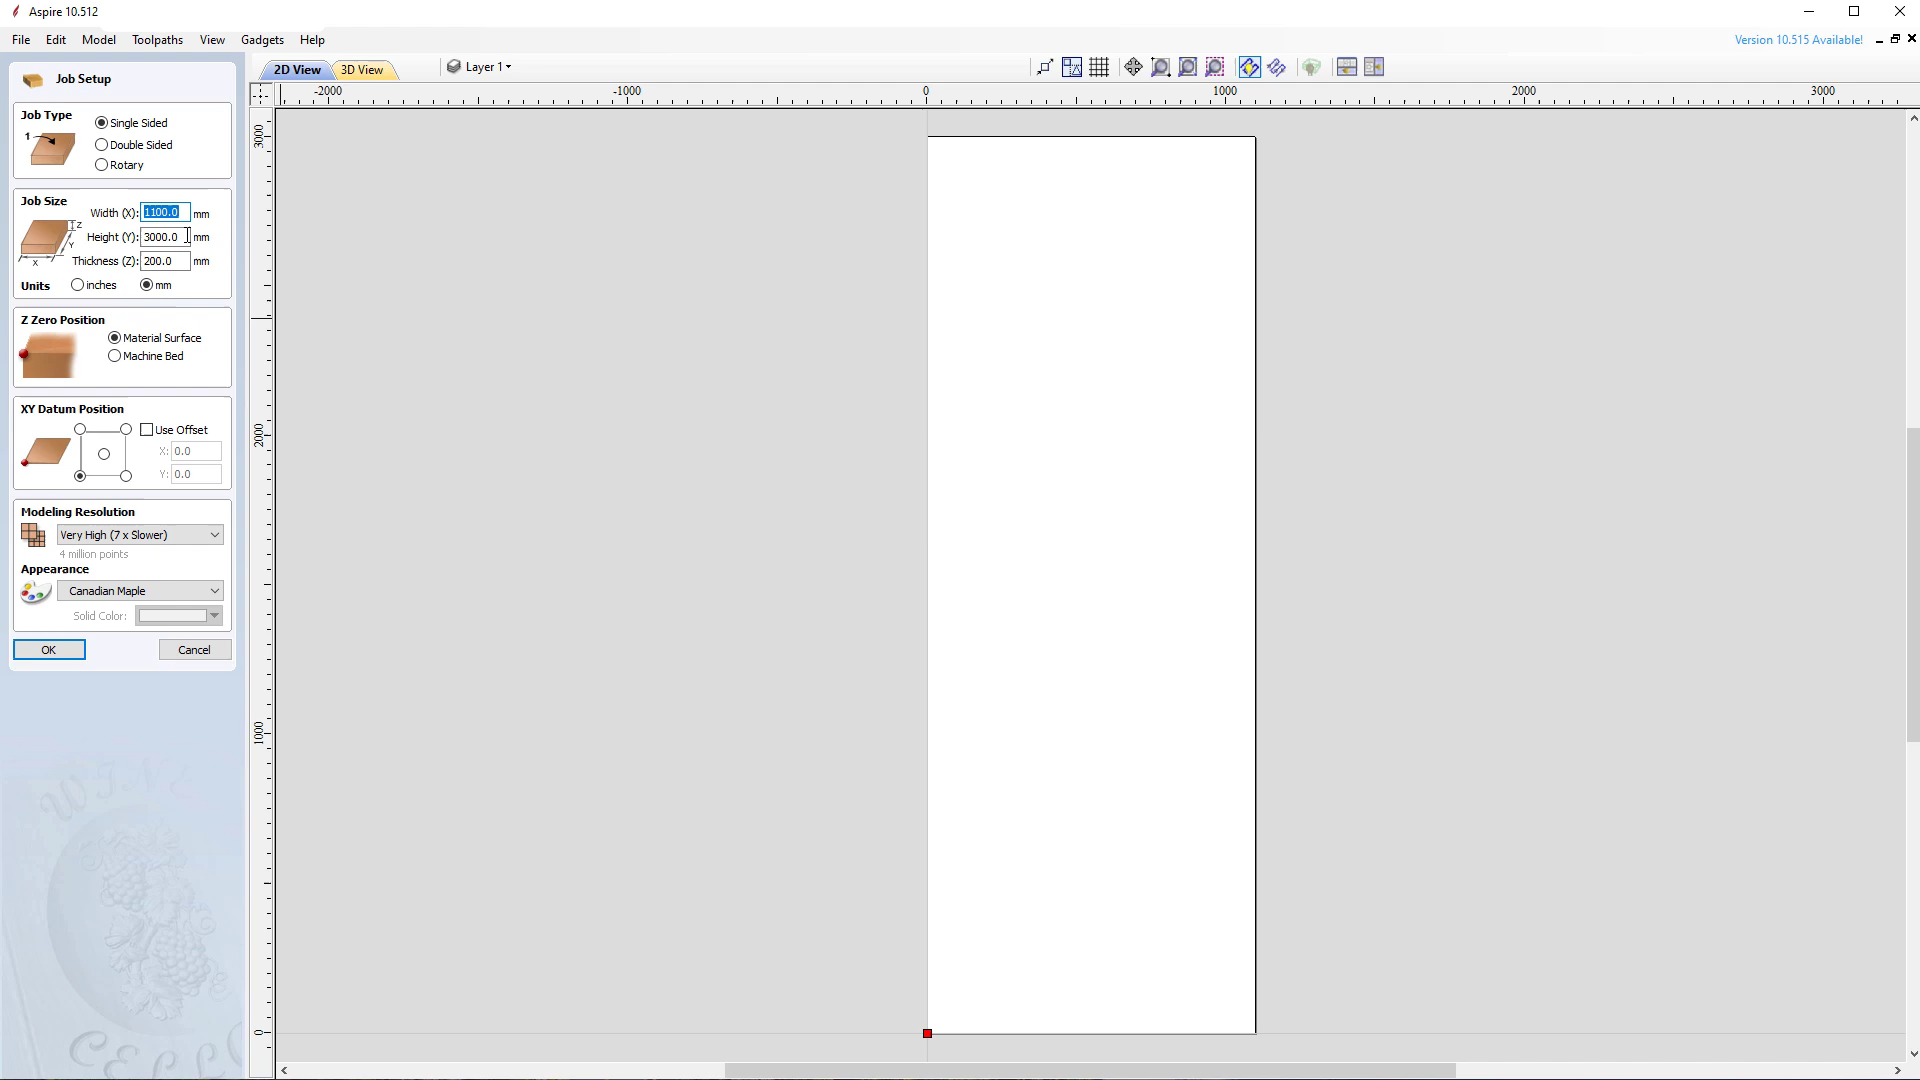 Aspire 10.512
File Edit Model Toolpaths View Gadgets Help
Version 10.515 Available!
2D View 3D View Layer 1
Job Setup
-2000 -1000 0 1000 2000 3000
3000
2000
1000
0
Job Type
1
Single Sided
Double Sided
Rotary
Job Size
Width (X): 1100.0 mm
Height (Y): 3000.0 mm
Thickness (Z): 200.0 mm
Z
Y
X
Units inches mm
Z Zero Position
Material Surface
Machine Bed
XY Datum Position
Use Offset
X: 0.0
Y: 0.0
Modeling Resolution
Very High (7 x Slower)
4 million points
Appearance
Canadian Maple
Solid Color:
OK Cancel